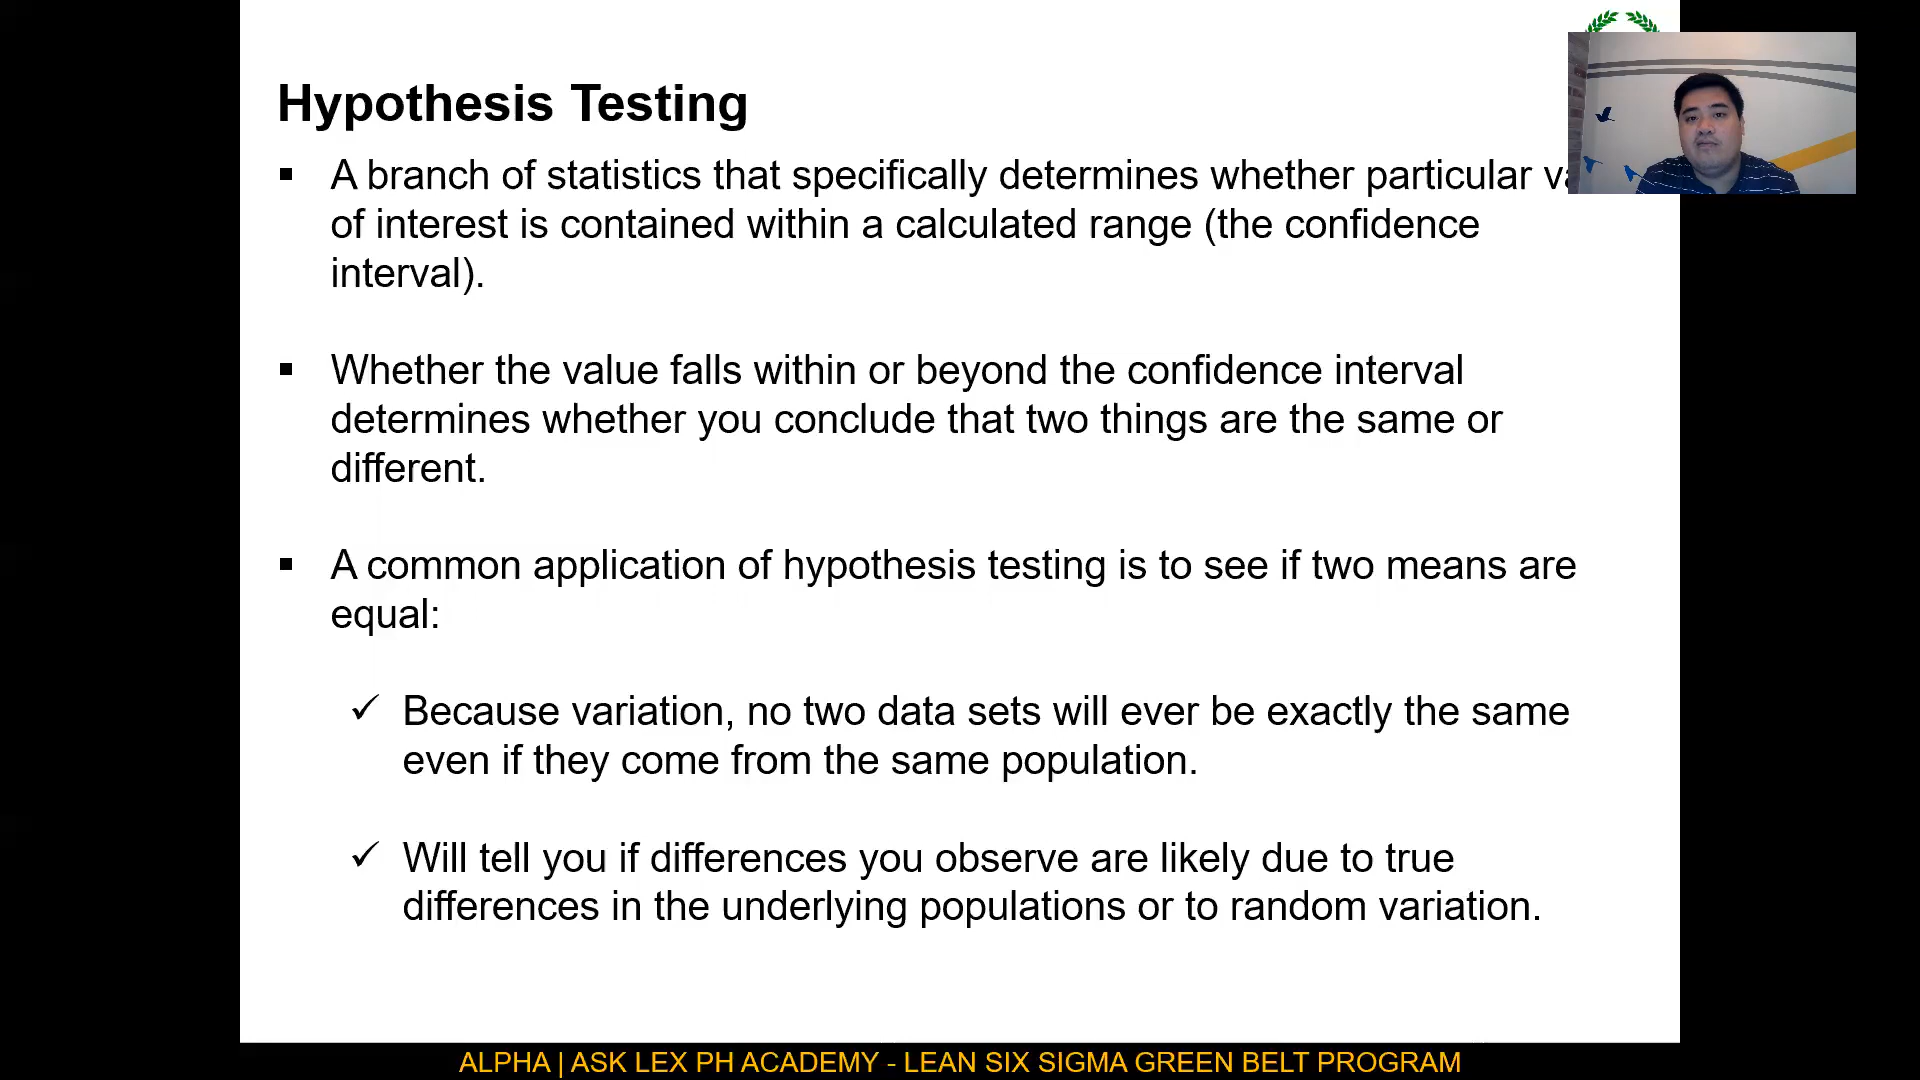 Hypothesis Testing
A branch of statistics that specifically determines whether particular
of interest is contained within a calculated range (the confidence
interval).
Whether the value falls within or beyond the confidence interval
determines whether you conclude that two things are the same or
different.
A common application of hypothesis testing is to see if two means are
equal:
Because variation, no two data sets will ever be exactly the same
even if they come from the same population.
Will tell you if differences you observe are likely due to true
differences in the underlying populations or to random variation.
ALPHA | ASK LEX PH ACADEMY - LEAN SIX SIGMA GREEN BELT PROGRAM